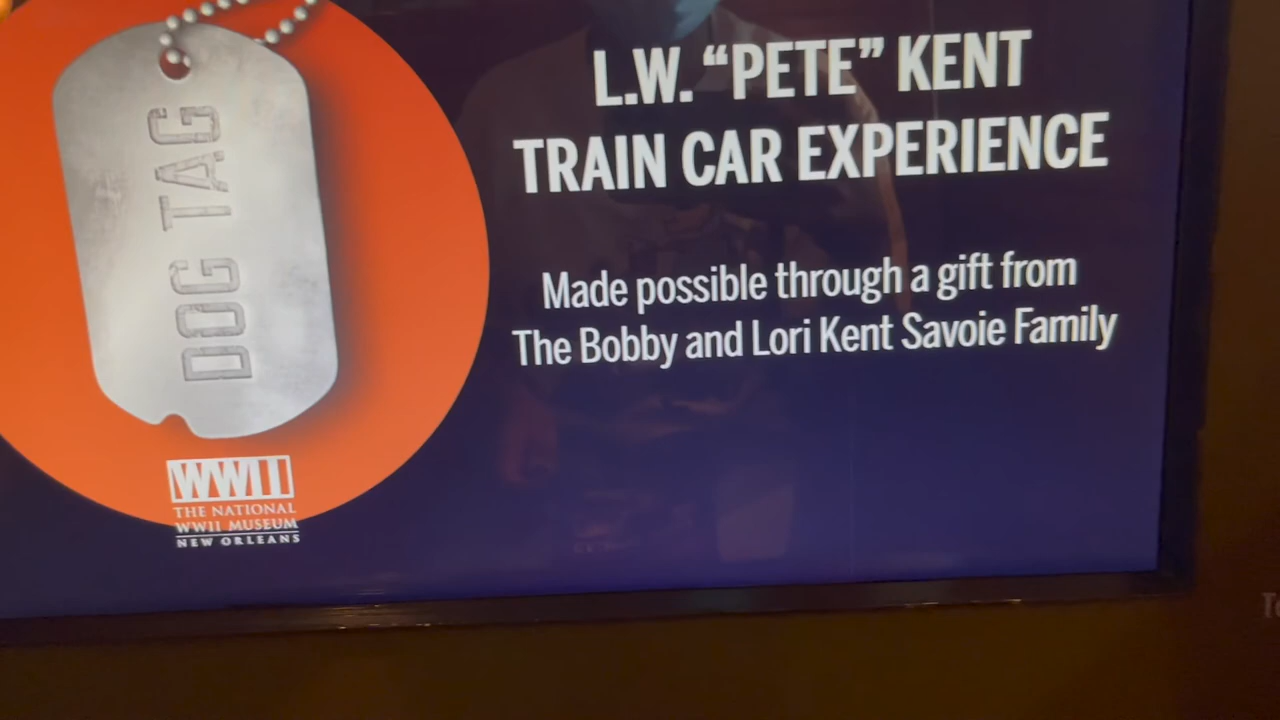 DOG TAG
WWII
THE NATIONAL
WWII MUSEUM
NEW ORLEANS
L.W. “PETE” KENT
TRAIN CAR EXPERIENCE
Made possible through a gift from
The Bobby and Lori Kent Savoie Family